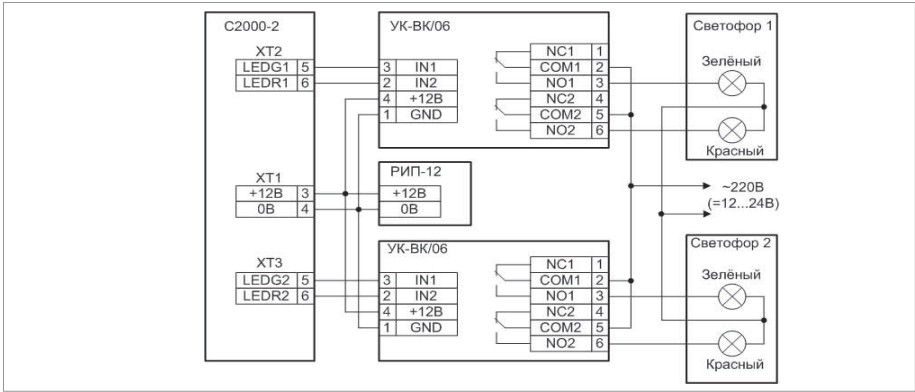 С2000-2
УК-ВК/06
Светофор 1
XT2
LEDG1 5
LEDR1 6
3 IN1
2 IN2
4 +12В
1 GND
NC1 1
COM1 2
NO1 3
NC2 4
COM2 5
NO2 6
Зелёный
Красный
XT1
+12В 3
0В 4
РИП-12
+12В
0В
~220В
(=12...24В)
УК-ВК/06
Светофор 2
XT3
LEDG2 5
LEDR2 6
3 IN1
2 IN2
4 +12В
1 GND
NC1 1
COM1 2
NO1 3
NC2 4
COM2 5
NO2 6
Зелёный
Красный